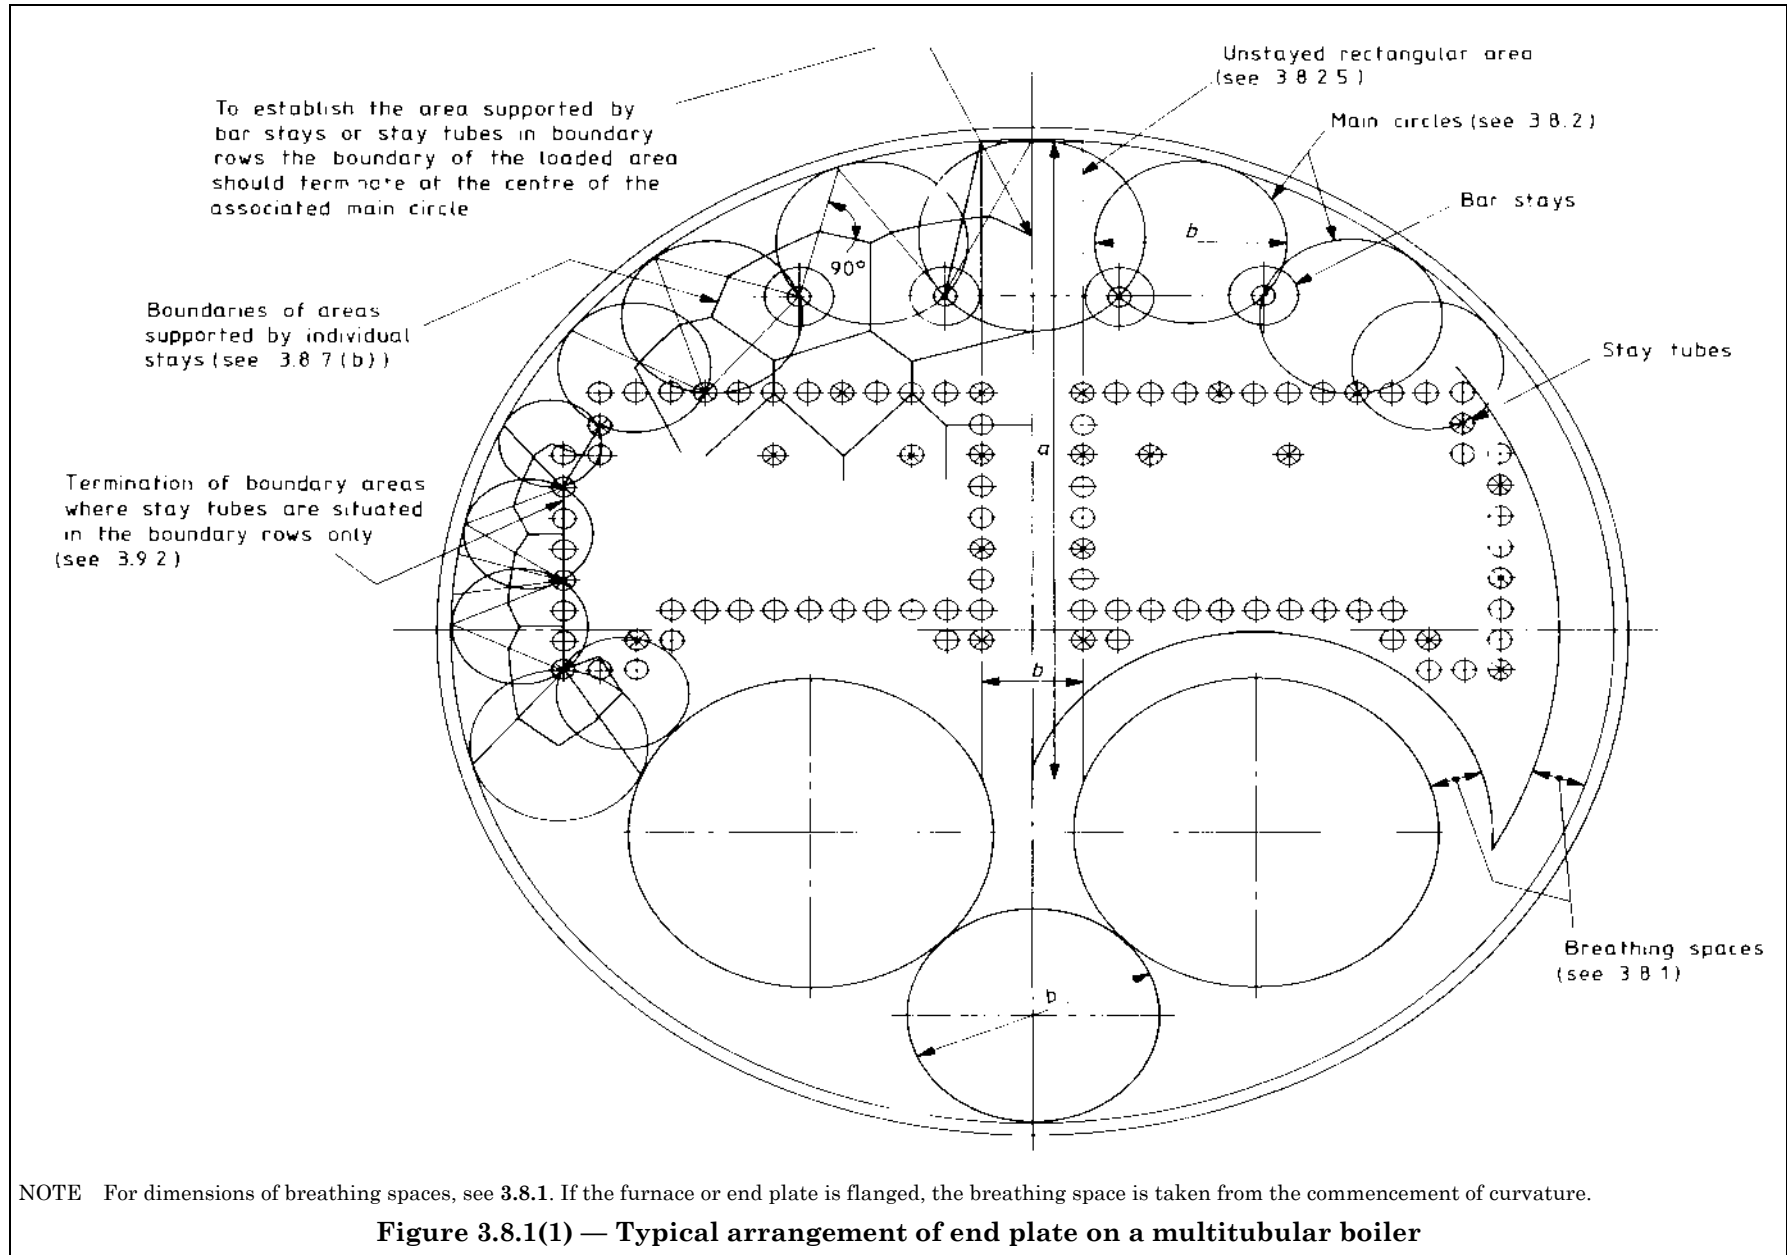 To establish the area supported by
bar stays or stay tubes in boundary
rows the boundary of the loaded area
should term nate at the centre of the
associated main circle
Unstayed rectangular area
(see 3 8 2 5)
Main circles (see 3 8.2)
Bar stays
b
90°
Boundaries of areas
supported by individual
stays (see 3.8 7 (b))
Stay tubes
a
Termination of boundary areas
where stay tubes are situated
in the boundary rows only
(see 3.9 2)
b
Breathing spaces
(see 3 8 1)
b
NOTE For dimensions of breathing spaces, see 3.8.1. If the furnace or end plate is flanged, the breathing space is taken from the commencement of curvature.
Figure 3.8.1(1) — Typical arrangement of end plate on a multitubular boiler